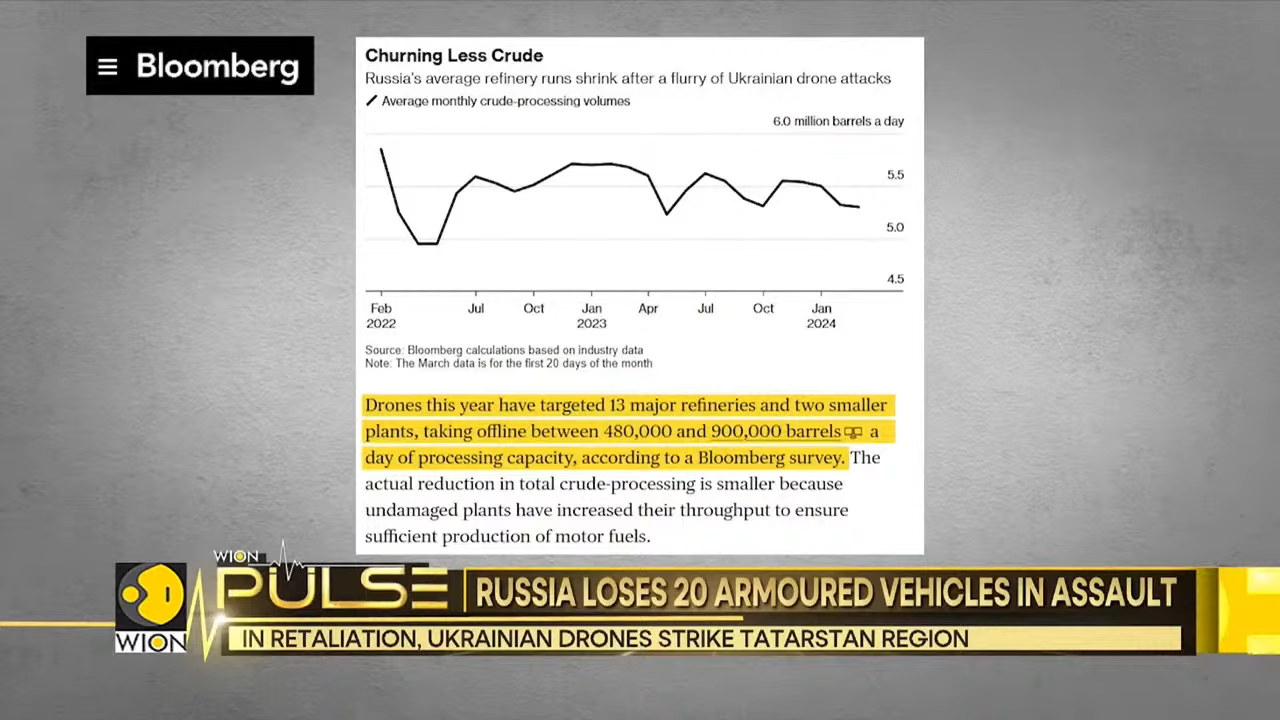 ≡ Bloomberg
Churning Less Crude
Russia's average refinery runs shrink after a flurry of Ukrainian drone attacks
Average monthly crude-processing volumes
6.0 million barrels a day
5.5
5.0
4.5
Feb Jul Oct Jan Apr Jul Oct Jan
2022 2023 2024
Source: Bloomberg calculations based on industry data
Note: The March data is for the first 20 days of the month
Drones this year have targeted 13 major refineries and two smaller
plants, taking offline between 480,000 and 900,000 barrels a
day of processing capacity, according to a Bloomberg survey. The
actual reduction in total crude-processing is smaller because
undamaged plants have increased their throughput to ensure
sufficient production of motor fuels.
WION
PULSE
RUSSIA LOSES 20 ARMOURED VEHICLES IN ASSAULT
WION
IN RETALIATION, UKRAINIAN DRONES STRIKE TATARSTAN REGION